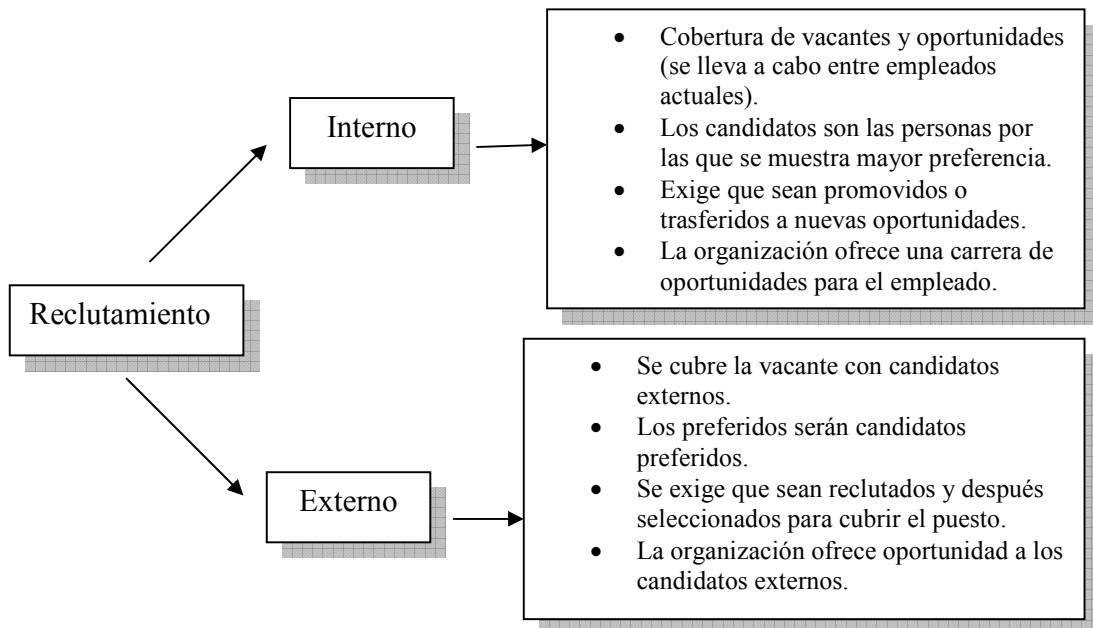 Reclutamiento
Interno
• Cobertura de vacantes y oportunidades
(se lleva a cabo entre empleados
actuales).
• Los candidatos son las personas por
las que se muestra mayor preferencia.
• Exige que sean promovidos o
trasferidos a nuevas oportunidades.
• La organización ofrece una carrera de
oportunidades para el empleado.
Externo
• Se cubre la vacante con candidatos
externos.
• Los preferidos serán candidatos
preferidos.
• Se exige que sean reclutados y después
seleccionados para cubrir el puesto.
• La organización ofrece oportunidad a los
candidatos externos.